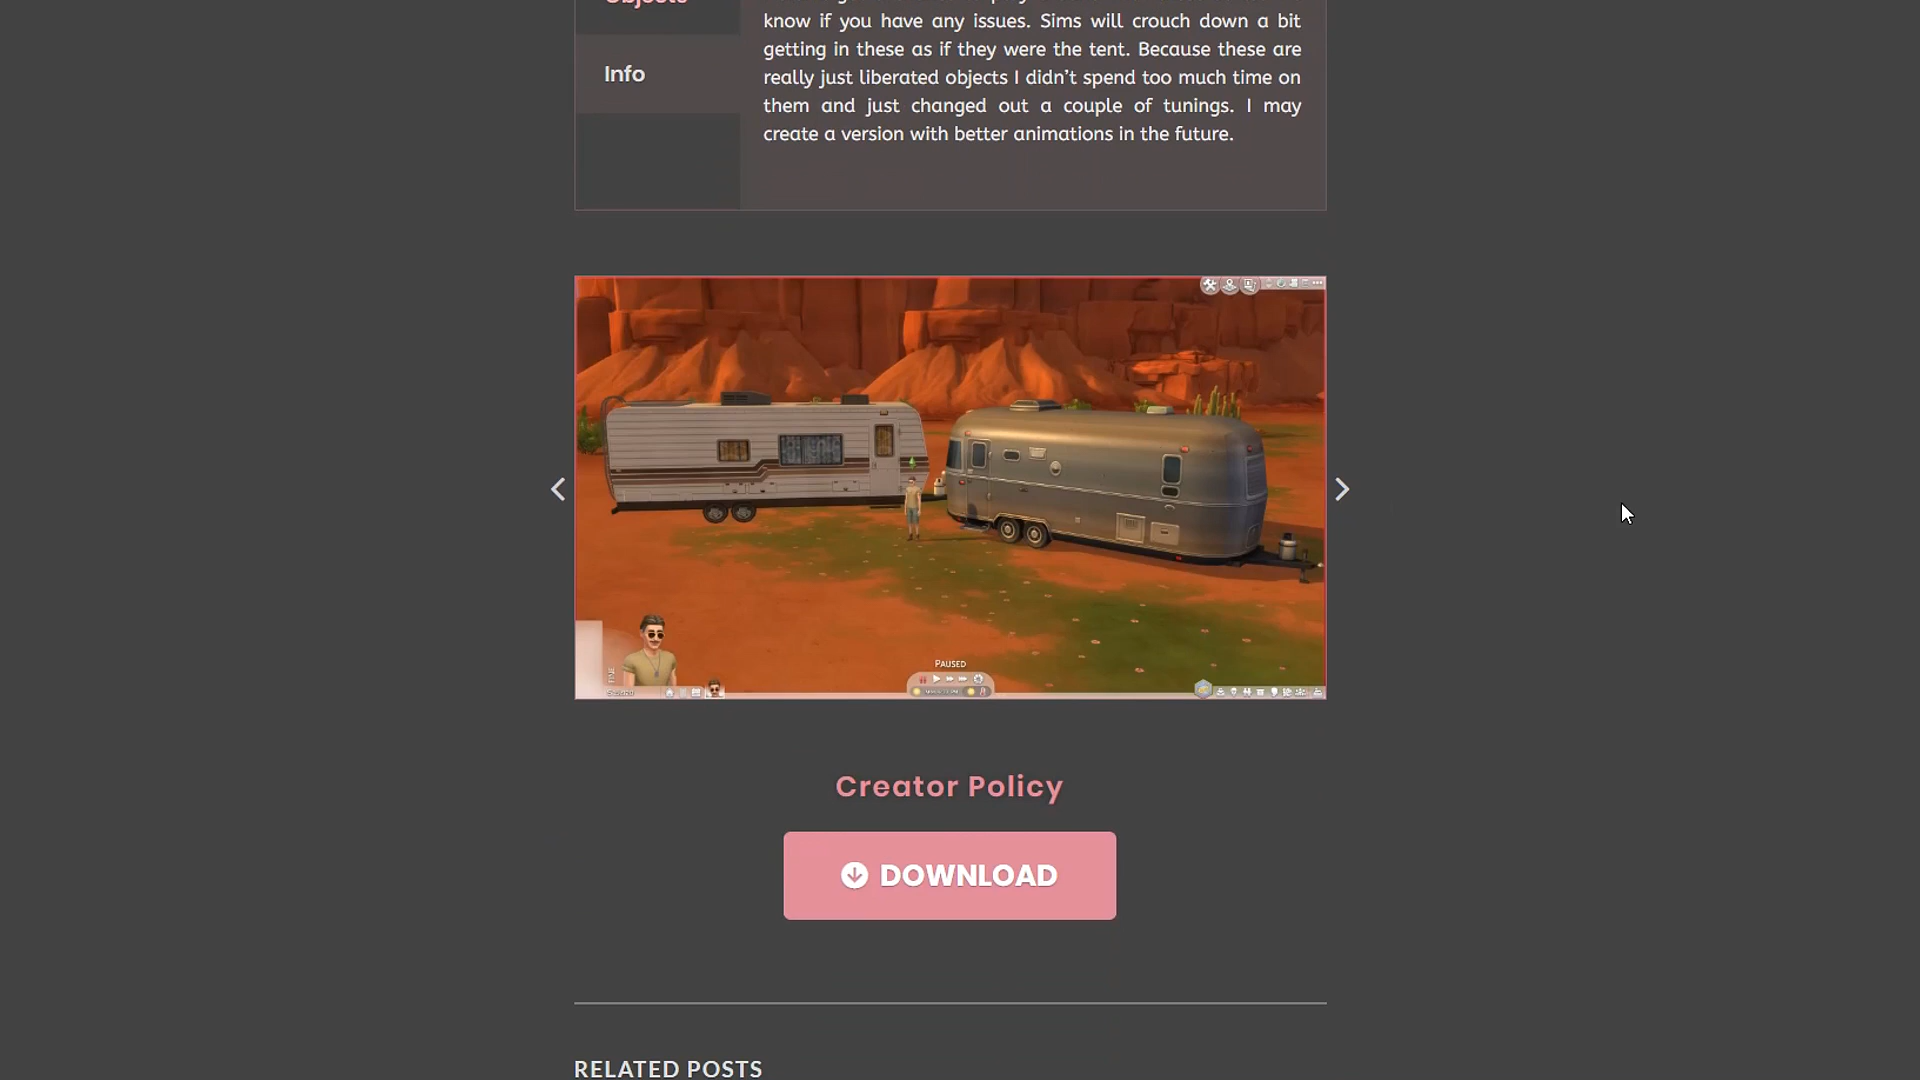 Objects
know if you have any issues. Sims will crouch down a bit
getting in these as if they were the tent. Because these are
Info
really just liberated objects I didn’t spend too much time on
them and just changed out a couple of tunings. I may
create a version with better animations in the future.
PAUSED
Creator Policy
DOWNLOAD
RELATED POSTS